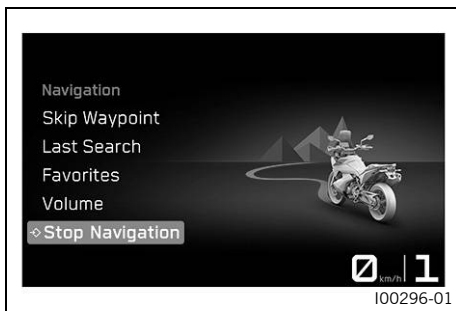 Navigation
Skip Waypoint
Last Search
Favorites
Volume
Stop Navigation
0 km/h 1
I00296-01